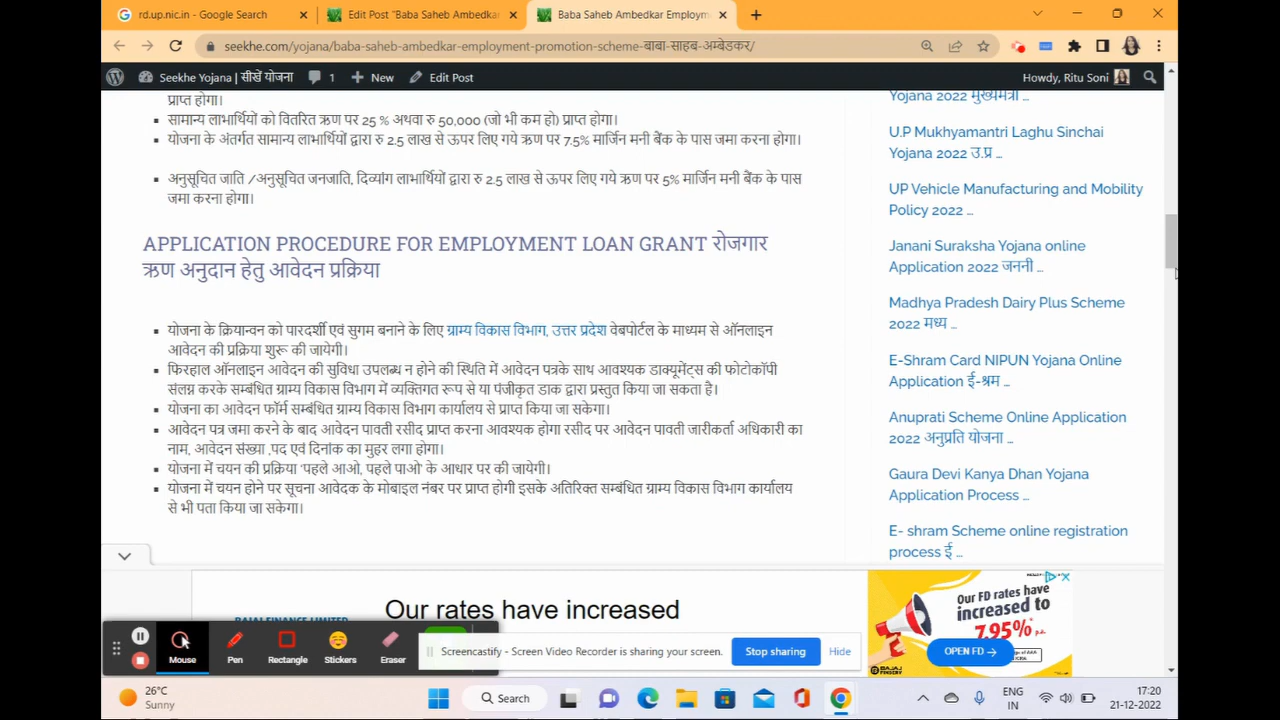 rd.up.nic.in - Google Search
Edit Post "Baba Saheb Ambedkar
Baba Saheb Ambedkar Employm
seekhe.com/yojana/baba-saheb-ambedkar-employment-promotion-scheme-बाबा-साहब-अम्बेडकर/
Seekhe Yojana | सीखें योजना
1
New
Edit Post
Howdy, Ritu Soni
प्राप्त होगा।
सामान्य लाभार्थियों को वितरित ऋण पर 25 % अथवा रु 50,000 (जो भी कम हो) प्राप्त होगा।
योजना के अंतर्गत सामान्य लाभार्थियों द्वारा रु 2.5 लाख से ऊपर लिए गये ऋण पर 7.5% मार्जिन मनी बैंक के पास जमा करना होगा।
अनुसूचित जाति /अनुसूचित जनजाति, दिव्यांग लाभार्थियों द्वारा रु 2.5 लाख से ऊपर लिए गये ऋण पर 5% मार्जिन मनी बैंक के पास
जमा करना होगा।
APPLICATION PROCEDURE FOR EMPLOYMENT LOAN GRANT रोजगार
ऋण अनुदान हेतु आवेदन प्रक्रिया
योजना के क्रियान्वन को पारदर्शी एवं सुगम बनाने के लिए ग्राम्य विकास विभाग, उत्तर प्रदेश वेबपोर्टल के माध्यम से ऑनलाइन
आवेदन की प्रक्रिया शुरू की जायेगी।
फिरहाल ऑनलाइन आवेदन की सुविधा उपलब्ध न होने की स्थिति में आवेदन पत्रके साथ आवश्यक डाक्यूमेंट्स की फोटोकॉपी
संलग्न करके सम्बंधित ग्राम्य विकास विभाग में व्यक्तिगत रूप से या पंजीकृत डाक द्वारा प्रस्तुत किया जा सकता है।
योजना का आवेदन फॉर्म सम्बंधित ग्राम्य विकास विभाग कार्यालय से प्राप्त किया जा सकेगा।
आवेदन पत्र जमा करने के बाद आवेदन पावती रसीद प्राप्त करना आवश्यक होगा रसीद पर आवेदन पावती जारीकर्ता अधिकारी का
नाम, आवेदन संख्या ,पद एवं दिनांक का मुहर लगा होगा।
योजना में चयन की प्रक्रिया 'पहले आओ, पहले पाओ' के आधार पर की जायेगी।
योजना में चयन होने पर सूचना आवेदक के मोबाइल नंबर पर प्राप्त होगी इसके अतिरिक्त सम्बंधित ग्राम्य विकास विभाग कार्यालय
से भी पता किया जा सकेगा।
Yojana 2022 मुख्यमंत्री ...
U.P Mukhyamantri Laghu Sinchai
Yojana 2022 उ.प्र ...
UP Vehicle Manufacturing and Mobility
Policy 2022 ...
Janani Suraksha Yojana online
Application 2022 जननी ...
Madhya Pradesh Dairy Plus Scheme
2022 मध्य ...
E-Shram Card NIPUN Yojana Online
Application ई-श्रम ...
Anuprati Scheme Online Application
2022 अनुप्रति योजना ...
Gaura Devi Kanya Dhan Yojana
Application Process ...
E- shram Scheme online registration
process ई ...
Our rates have increased
BAJAJ FINANCE LIMITED
Our FD rates have
increased to
7.95%* p.a.
OPEN FD
BAJAJ
FINSERV
Mouse
Pen
Rectangle
Stickers
Eraser
Screencastify - Screen Video Recorder is sharing your screen.
Stop sharing
Hide
26°C
Sunny
Search
ENG
IN
17:20
21-12-2022